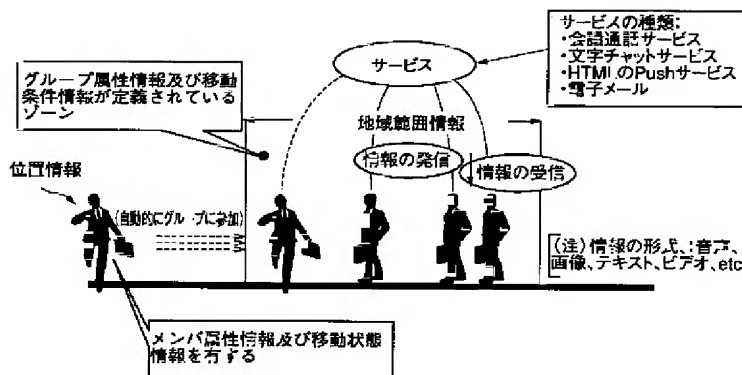 サービスの種類:
・会議通話サービス
・文字チャットサービス
・HTMLのPushサービス
・電子メール
サービス
グループ属性情報及び移動
条件情報が定義されている
ゾーン
地域範囲情報
情報の発信
情報の受信
位置情報
(自動的にグループに参加)
(注)情報の形式:音声、
画像、テキスト、ビデオ、etc
メンバ属性情報及び移動状態
情報を有する